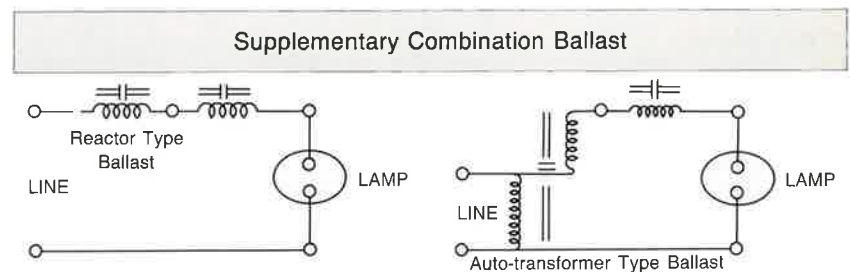 Supplementary Combination Ballast
Reactor Type
Ballast
LINE
LAMP
LINE
LAMP
Auto-transformer Type Ballast